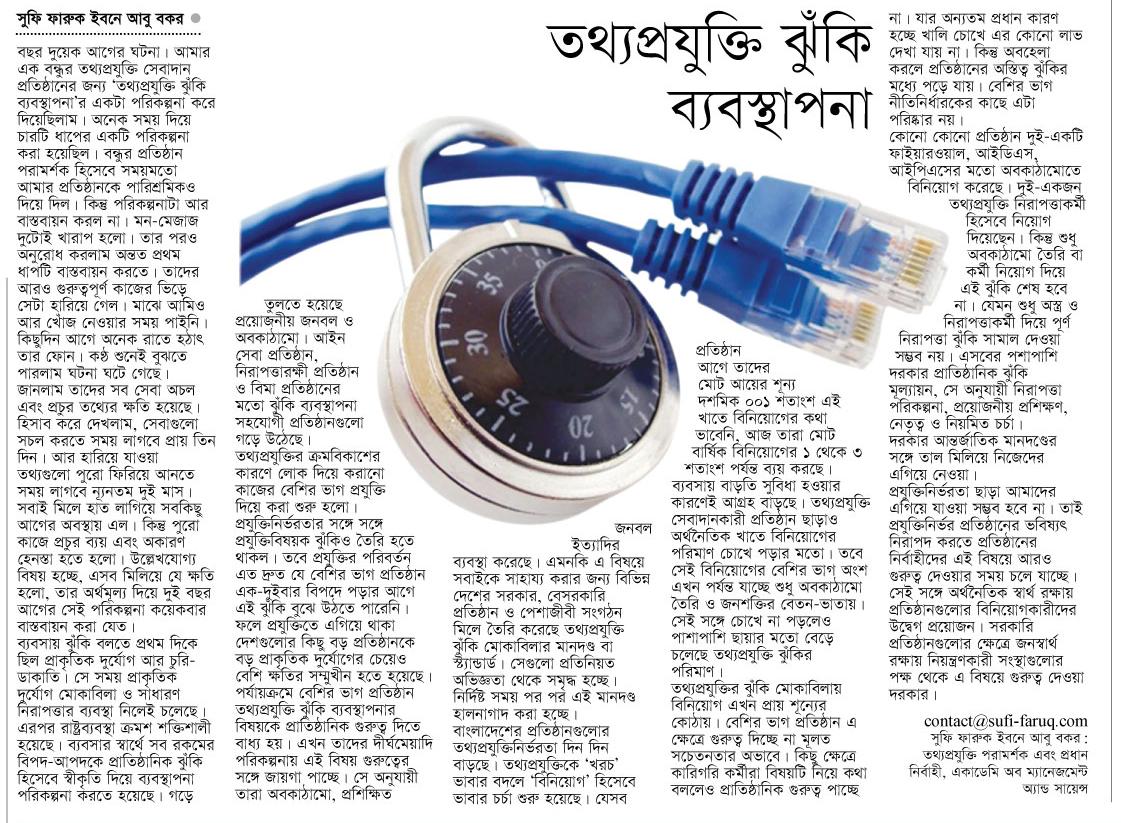 তথ্যপ্রযুক্তি ঝুঁকি
ব্যবস্থাপনা
সুফি ফারুক ইবনে আবু বকর ●
বছর দুয়েক আগের ঘটনা। আমার
এক বন্ধুর তথ্যপ্রযুক্তি সেবাদান
প্রতিষ্ঠানের জন্য ‘তথ্যপ্রযুক্তি ঝুঁকি
ব্যবস্থাপনা’র একটা পরিকল্পনা করে
দিয়েছিলাম। অনেক সময় দিয়ে
চারটি ধাপের একটি পরিকল্পনা
করা হয়েছিল। বন্ধুর প্রতিষ্ঠান
পরামর্শক হিসেবে সময়মতো
আমার প্রতিষ্ঠানকে পারিশ্রমিকও
দিয়ে দিল। কিন্তু পরিকল্পনাটা আর
বাস্তবায়ন করল না। মন-মেজাজ
দুটোই খারাপ হলো। তার পরও
অনুরোধ করলাম অন্তত প্রথম
ধাপটি বাস্তবায়ন করতে। তাদের
আরও গুরুত্বপূর্ণ কাজের ভিড়ে
সেটা হারিয়ে গেল। মাঝে আমিও
আর খোঁজ নেওয়ার সময় পাইনি।
কিছুদিন আগে অনেক রাতে হঠাৎ
তার ফোন। কণ্ঠ শুনেই বুঝতে
পারলাম ঘটনা ঘটে গেছে।
জানলাম তাদের সব সেবা অচল
এবং প্রচুর তথ্যের ক্ষতি হয়েছে।
হিসাব করে দেখলাম, সেবাগুলো
সচল করতে সময় লাগবে প্রায় তিন
দিন। আর হারিয়ে যাওয়া
তথ্যগুলো পুরো ফিরিয়ে আনতে
সময় লাগবে ন্যূনতম দুই মাস।
সবাই মিলে হাত লাগিয়ে সবকিছু
আগের অবস্থায় এল। কিন্তু পুরো
কাজে প্রচুর ব্যয় এবং অকারণ
হেনস্তা হতে হলো। উল্লেখযোগ্য
বিষয় হচ্ছে, এসব মিলিয়ে যে ক্ষতি
হলো, তার অর্থমূল্য দিয়ে দুই বছর
আগের সেই পরিকল্পনা কয়েকবার
বাস্তবায়ন করা যেত।
ব্যবসায় ঝুঁকি বলতে প্রথম দিকে
ছিল প্রাকৃতিক দুর্যোগ আর চুরি-
ডাকাতি। সে সময় প্রাকৃতিক
দুর্যোগ মোকাবিলা ও সাধারণ
নিরাপত্তার ব্যবস্থা নিলেই চলেছে।
এরপর রাষ্ট্রব্যবস্থা ক্রমশ শক্তিশালী
হয়েছে। ব্যবসার স্বার্থে সব রকমের
বিপদ-আপদকে প্রাতিষ্ঠানিক ঝুঁকি
হিসেবে স্বীকৃতি দিয়ে ব্যবস্থাপনা
পরিকল্পনা করতে হয়েছে। গড়ে
তুলতে হয়েছে
প্রয়োজনীয় জনবল ও
অবকাঠামো। আইন
সেবা প্রতিষ্ঠান,
নিরাপত্তারক্ষী প্রতিষ্ঠান
ও বিমা প্রতিষ্ঠানের
মতো ঝুঁকি ব্যবস্থাপনা
সহযোগী প্রতিষ্ঠানগুলো
গড়ে উঠেছে।
তথ্যপ্রযুক্তির ক্রমবিকাশের
কারণে লোক দিয়ে করানো
কাজের বেশির ভাগ প্রযুক্তি
দিয়ে করা শুরু হলো।
প্রযুক্তিনির্ভরতার সঙ্গে সঙ্গে
প্রযুক্তিবিষয়ক ঝুঁকিও তৈরি হতে
থাকল। তবে প্রযুক্তির পরিবর্তন
এত দ্রুত যে বেশির ভাগ প্রতিষ্ঠান
এক-দুইবার বিপদে পড়ার আগে
এই ঝুঁকি বুঝে উঠতে পারেনি।
ফলে প্রযুক্তিতে এগিয়ে থাকা
দেশগুলোর কিছু বড় প্রতিষ্ঠানকে
বড় প্রাকৃতিক দুর্যোগের চেয়েও
বেশি ক্ষতির সম্মুখীন হতে হয়েছে।
পর্যায়ক্রমে বেশির ভাগ প্রতিষ্ঠান
তথ্যপ্রযুক্তি ঝুঁকি ব্যবস্থাপনার
বিষয়কে প্রাতিষ্ঠানিক গুরুত্ব দিতে
বাধ্য হয়। এখন তাদের দীর্ঘমেয়াদি
পরিকল্পনায় এই বিষয় গুরুত্বের
সঙ্গে জায়গা পাচ্ছে। সে অনুযায়ী
তারা অবকাঠামো, প্রশিক্ষিত
জনবল
ইত্যাদির
ব্যবস্থা করেছে। এমনকি এ বিষয়ে
সবাইকে সাহায্য করার জন্য বিভিন্ন
দেশের সরকার, বেসরকারি
প্রতিষ্ঠান ও পেশাজীবী সংগঠন
মিলে তৈরি করেছে তথ্যপ্রযুক্তি
ঝুঁকি মোকাবিলার মানদণ্ড বা
স্ট্যান্ডার্ড। সেগুলো প্রতিনিয়ত
অভিজ্ঞতা থেকে সমৃদ্ধ হচ্ছে।
নির্দিষ্ট সময় পর পর এই মানদণ্ড
হালনাগাদ করা হচ্ছে।
বাংলাদেশের প্রতিষ্ঠানগুলোর
তথ্যপ্রযুক্তিনির্ভরতা দিন দিন
বাড়ছে। তথ্যপ্রযুক্তিকে ‘খরচ’
ভাবার বদলে ‘বিনিয়োগ’ হিসেবে
ভাবার চর্চা শুরু হয়েছে। যেসব
প্রতিষ্ঠান
আগে তাদের
মোট আয়ের শূন্য
দশমিক ০০১ শতাংশ এই
খাতে বিনিয়োগের কথা
ভাবেনি, আজ তারা মোট
বার্ষিক বিনিয়োগের ১ থেকে ৩
শতাংশ পর্যন্ত ব্যয় করছে।
ব্যবসায় বাড়তি সুবিধা হওয়ার
কারণেই আগ্রহ বাড়ছে। তথ্যপ্রযুক্তি
সেবাদানকারী প্রতিষ্ঠান ছাড়াও
অর্থনৈতিক খাতে বিনিয়োগের
পরিমাণ চোখে পড়ার মতো। তবে
সেই বিনিয়োগের বেশির ভাগ অংশ
এখন পর্যন্ত যাচ্ছে শুধু অবকাঠামো
তৈরি ও জনশক্তির বেতন-ভাতায়।
সেই সঙ্গে চোখে না পড়লেও
পাশাপাশি ছায়ার মতো বেড়ে
চলেছে তথ্যপ্রযুক্তি ঝুঁকির
পরিমাণ।
তথ্যপ্রযুক্তির ঝুঁকি মোকাবিলায়
বিনিয়োগ এখন প্রায় শূন্যের
কোঠায়। বেশির ভাগ প্রতিষ্ঠান এ
ক্ষেত্রে গুরুত্ব দিচ্ছে না মূলত
সচেতনতার অভাবে। কিছু ক্ষেত্রে
কারিগরি কর্মীরা বিষয়টি নিয়ে কথা
বললেও প্রাতিষ্ঠানিক গুরুত্ব পাচ্ছে
না। যার অন্যতম প্রধান কারণ
হচ্ছে খালি চোখে এর কোনো লাভ
দেখা যায় না। কিন্তু অবহেলা
করলে প্রতিষ্ঠানের অস্তিত্ব ঝুঁকির
মধ্যে পড়ে যায়। বেশির ভাগ
নীতিনির্ধারকের কাছে এটা
পরিষ্কার নয়।
কোনো কোনো প্রতিষ্ঠান দুই-একটি
ফাইয়ারওয়াল, আইডিএস,
আইপিএসের মতো অবকাঠামোতে
বিনিয়োগ করেছে। দুই-একজন
তথ্যপ্রযুক্তি নিরাপত্তাকর্মী
হিসেবে নিয়োগ
দিয়েছেন। কিন্তু শুধু
অবকাঠামো তৈরি বা
কর্মী নিয়োগ দিয়ে
এই ঝুঁকি শেষ হবে
না। যেমন শুধু অস্ত্র ও
নিরাপত্তাকর্মী দিয়ে পূর্ণ
নিরাপত্তা ঝুঁকি সামাল দেওয়া
সম্ভব নয়। এসবের পশাপাশি
দরকার প্রাতিষ্ঠানিক ঝুঁকি
মূল্যায়ন, সে অনুযায়ী নিরাপত্তা
পরিকল্পনা, প্রয়োজনীয় প্রশিক্ষণ,
নেতৃত্ব ও নিয়মিত চর্চা।
দরকার আন্তর্জাতিক মানদণ্ডের
সঙ্গে তাল মিলিয়ে নিজেদের
এগিয়ে নেওয়া।
প্রযুক্তিনির্ভরতা ছাড়া আমাদের
এগিয়ে যাওয়া সম্ভব হবে না। তাই
প্রযুক্তিনির্ভর প্রতিষ্ঠানের ভবিষ্যৎ
নিরাপদ করতে প্রতিষ্ঠানের
নির্বাহীদের এই বিষয়ে আরও
গুরুত্ব দেওয়ার সময় চলে যাচ্ছে।
সেই সঙ্গে অর্থনৈতিক স্বার্থ রক্ষায়
প্রতিষ্ঠানগুলোর বিনিয়োগকারীদের
উদ্বেগ প্রয়োজন। সরকারি
প্রতিষ্ঠানগুলোর ক্ষেত্রে জনস্বার্থ
রক্ষায় নিয়ন্ত্রণকারী সংস্থাগুলোর
পক্ষ থেকে এ বিষয়ে গুরুত্ব দেওয়া
দরকার।
contact@sufi-faruq.com
সুফি ফারুক ইবনে আবু বকর :
তথ্যপ্রযুক্তি পরামর্শক এবং প্রধান
নির্বাহী, একাডেমি অব ম্যানেজমেন্ট
অ্যান্ড সায়েন্স
35
30
25
20
15
0